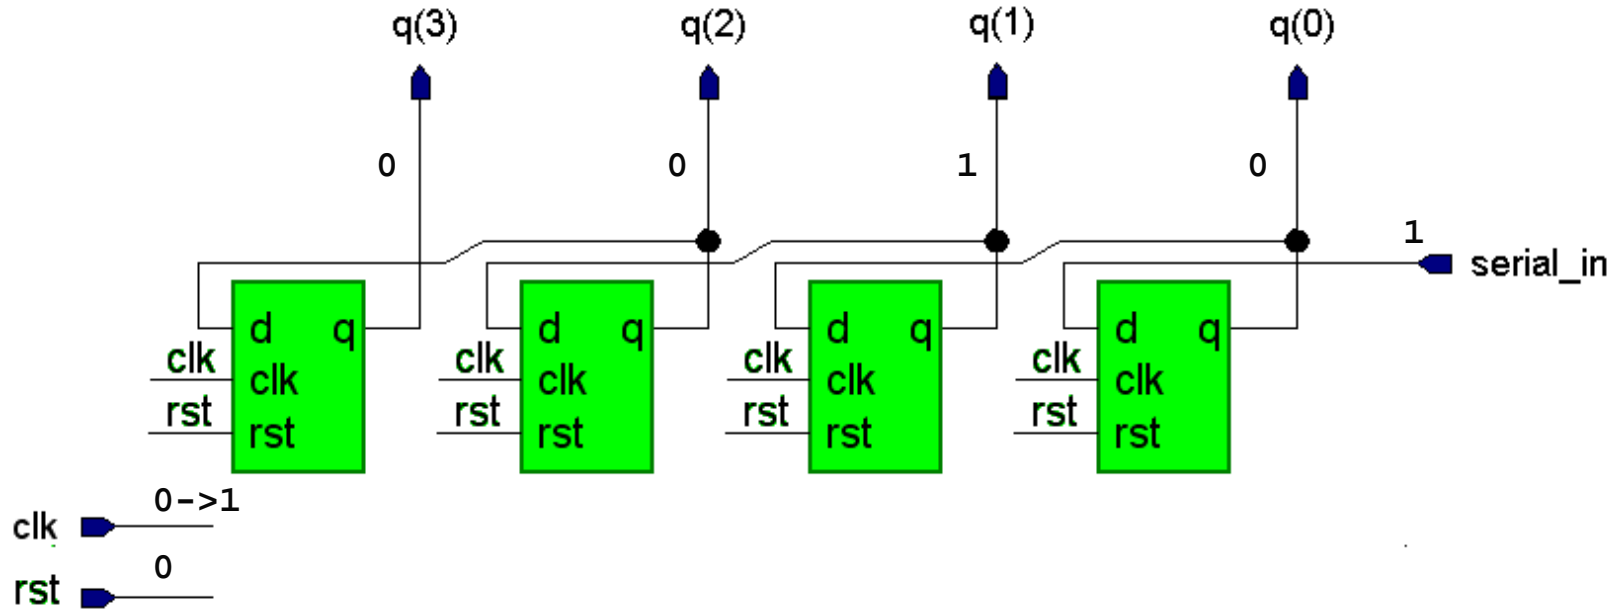 q(3) q(2) q(1) q(0)
0 0 1 0
1
serial_in
d q d q d q d q
clk clk clk clk
clk clk clk clk
rst rst rst rst
rst rst rst rst
0->1
clk
0
rst